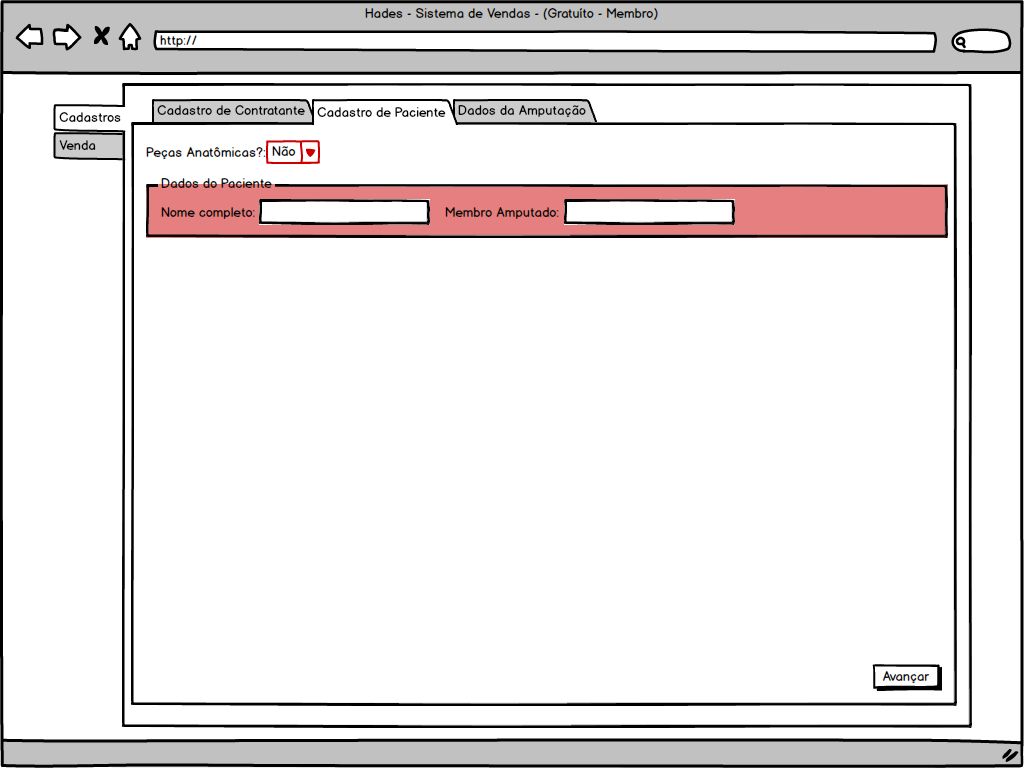 Hades - Sistema de Vendas - (Gratuíto - Membro)
http://
Cadastros
Venda
Cadastro de Contratante
Cadastro de Paciente
Dados da Amputação
Peças Anatômicas?: Não
Dados do Paciente
Nome completo:
Membro Amputado:
Avançar